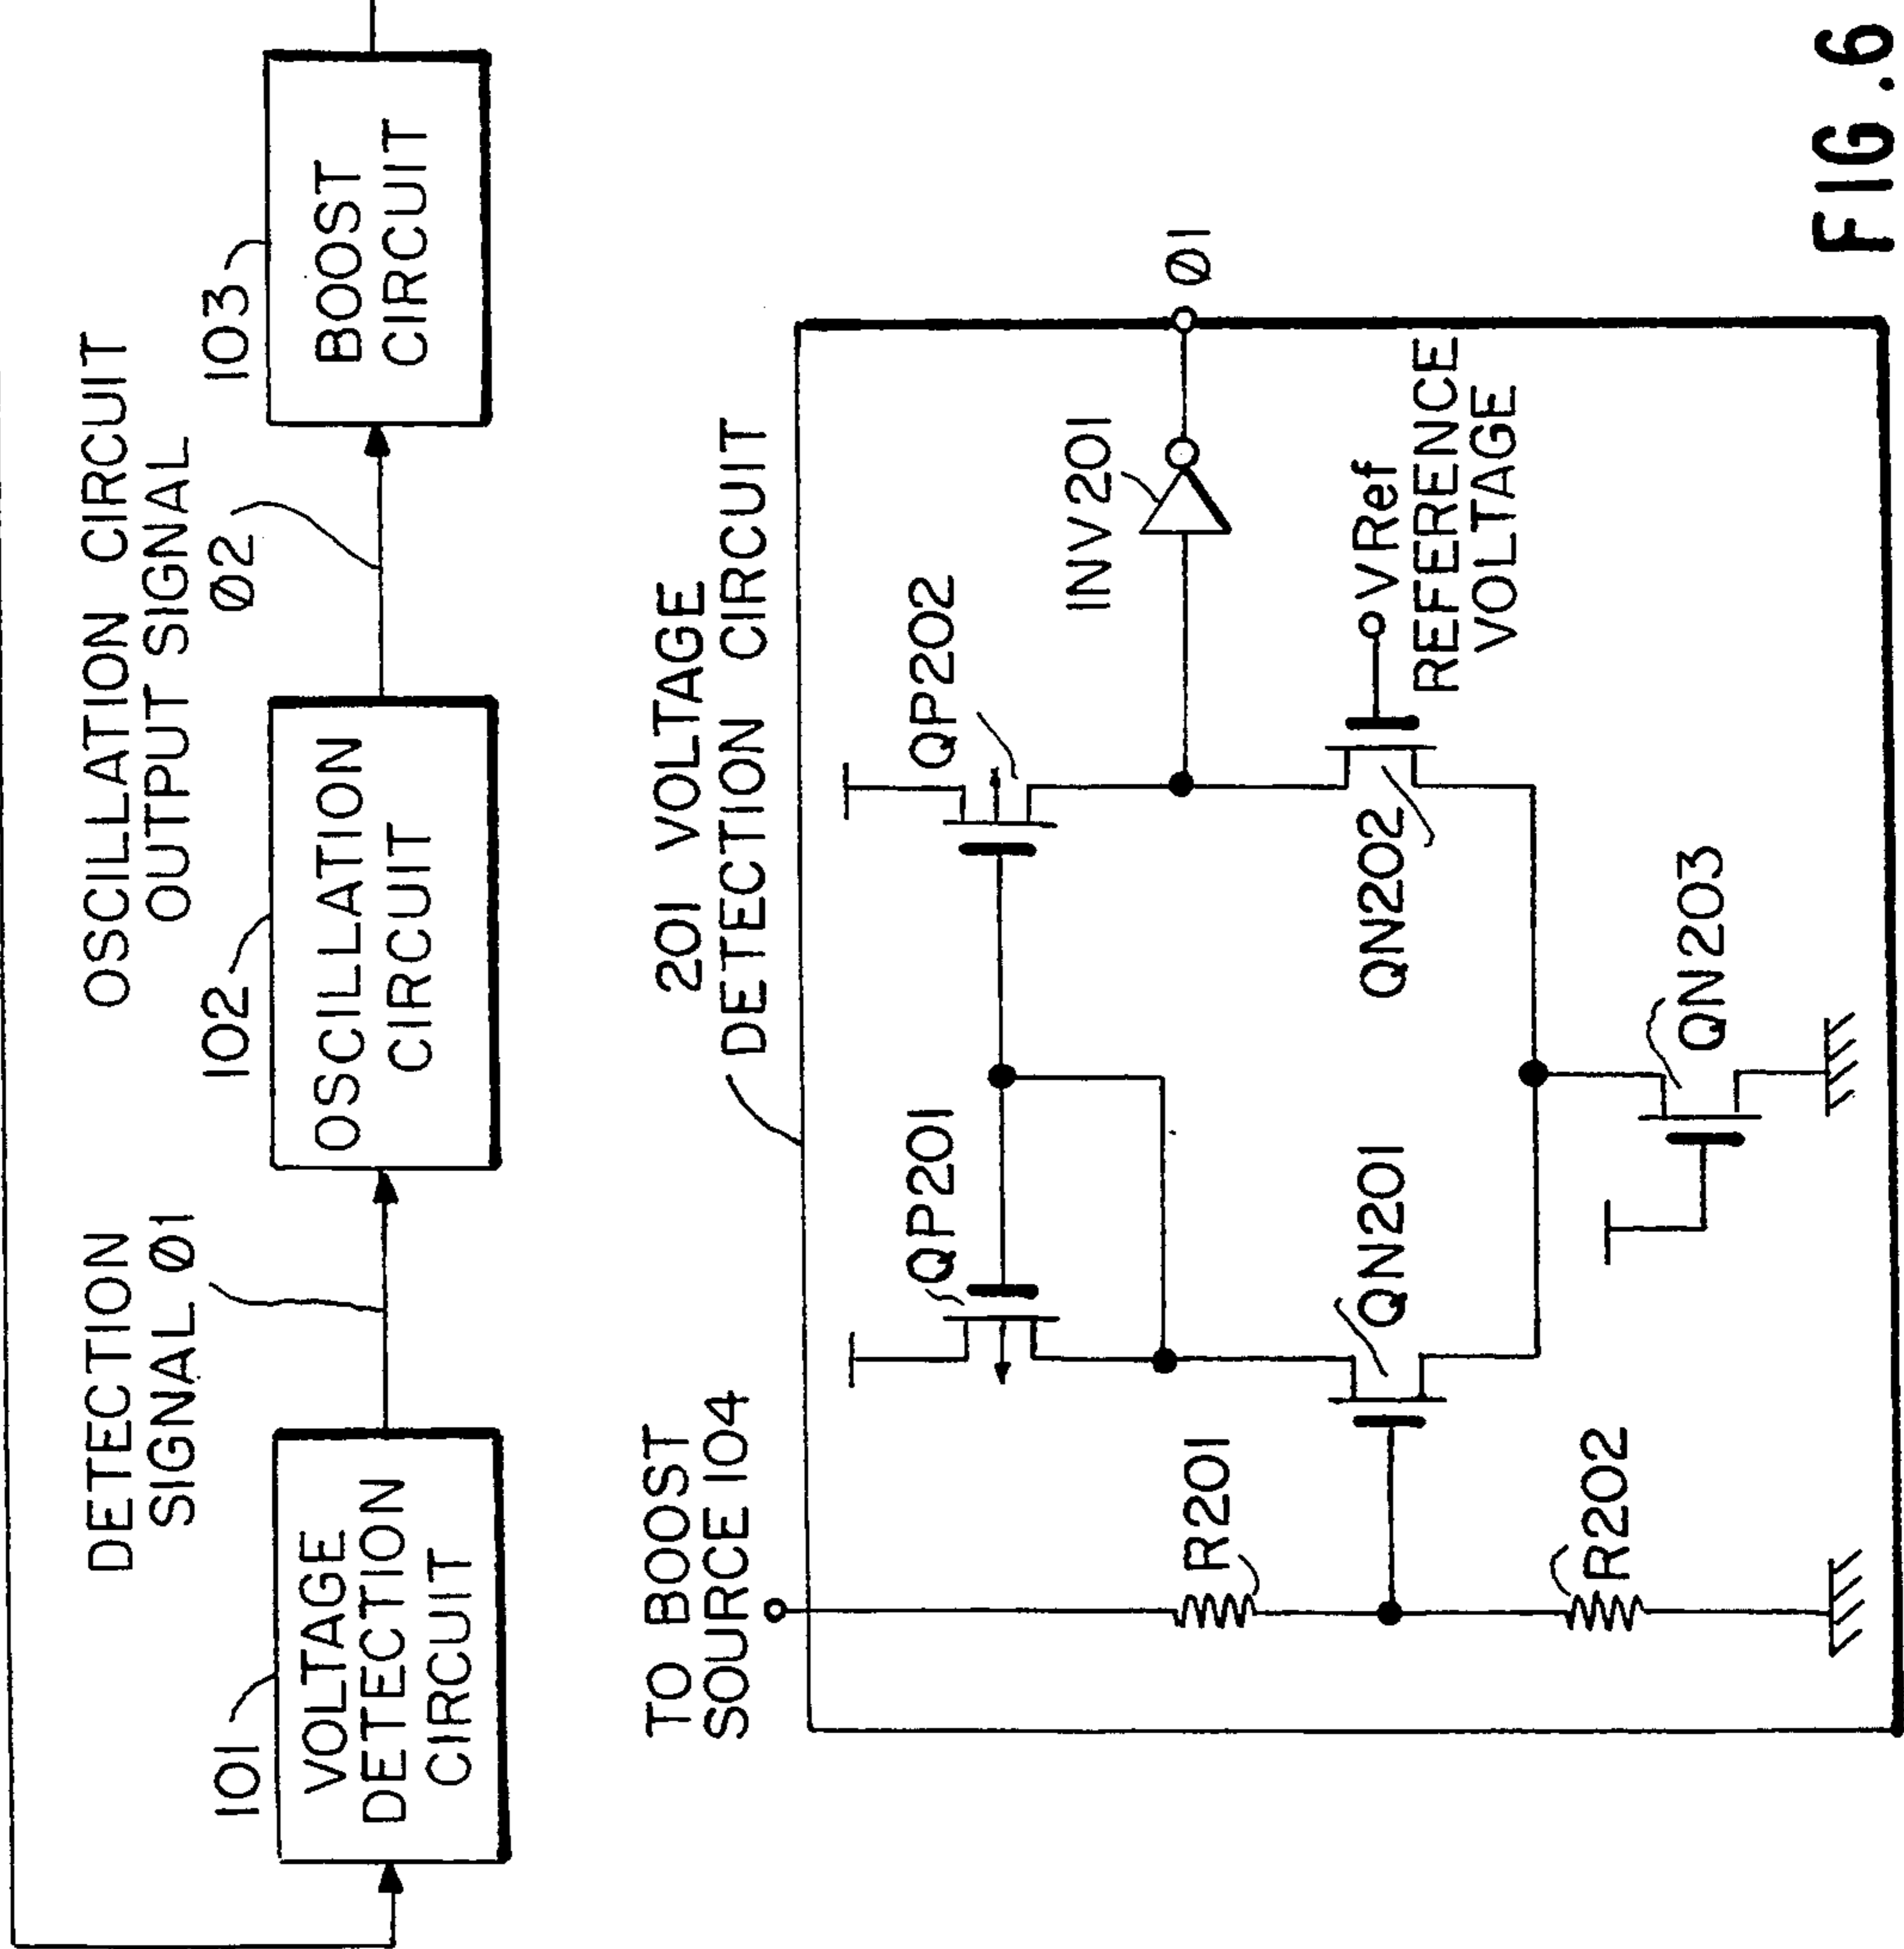 OSCILLATION CIRCUIT
OUTPUT SIGNAL
DETECTION
SIGNAL Ø1
Ø2
101
102
103
VOLTAGE
DETECTION
CIRCUIT
OSCILLATION
CIRCUIT
BOOST
CIRCUIT
TO BOOST
SOURCE 104
201 VOLTAGE
DETECTION CIRCUIT
QP201
QP202
INV201
Ø1
R201
QN201
QN202
VRef
REFERENCE
VOLTAGE
R202
QN203
FIG.6